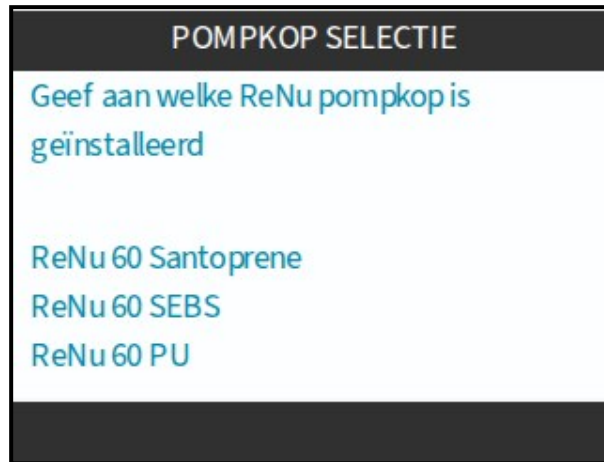 POMPKOP SELECTIE
Geef aan welke ReNu pompkop is
geïnstalleerd
ReNu 60 Santoprene
ReNu 60 SEBS
ReNu 60 PU